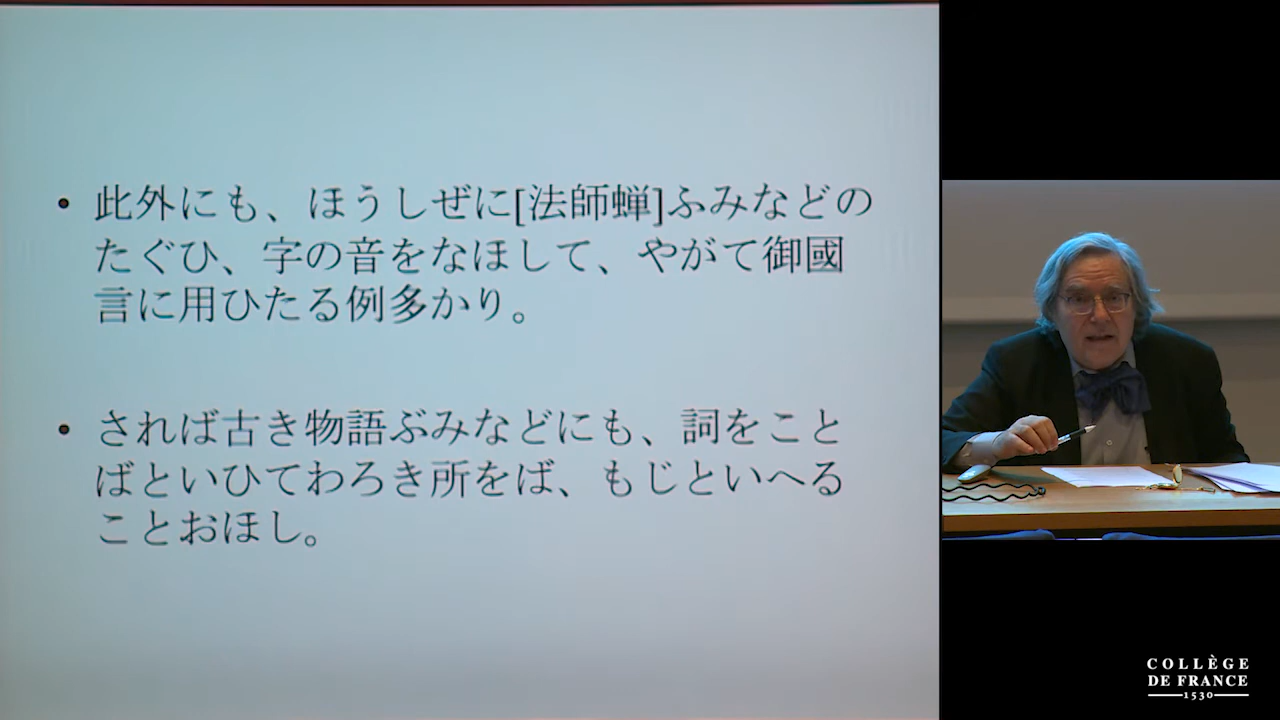 • 此外にも、ほうしぜに[法師蝉]ふみなどの
たぐひ、字の音をなほして、やがて御國
言に用ひたる例多かり。
• されば古き物語ぶみなどにも、詞をこと
ばといひてわろき所をば、もじといへる
ことおほし。
COLLÈGE
DE FRANCE
1530